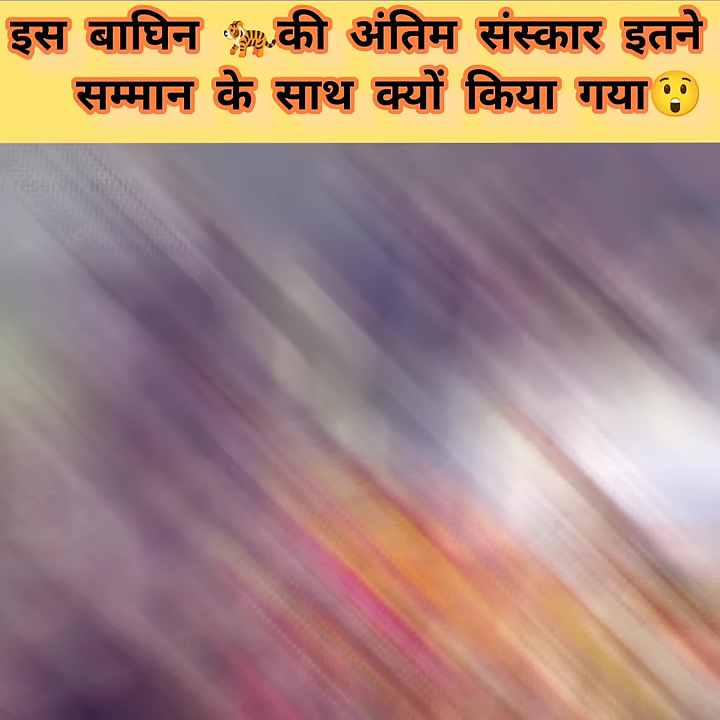 इस बाघिन 🐅की अंतिम संस्कार इतने
सम्मान के साथ क्यों किया गया😲